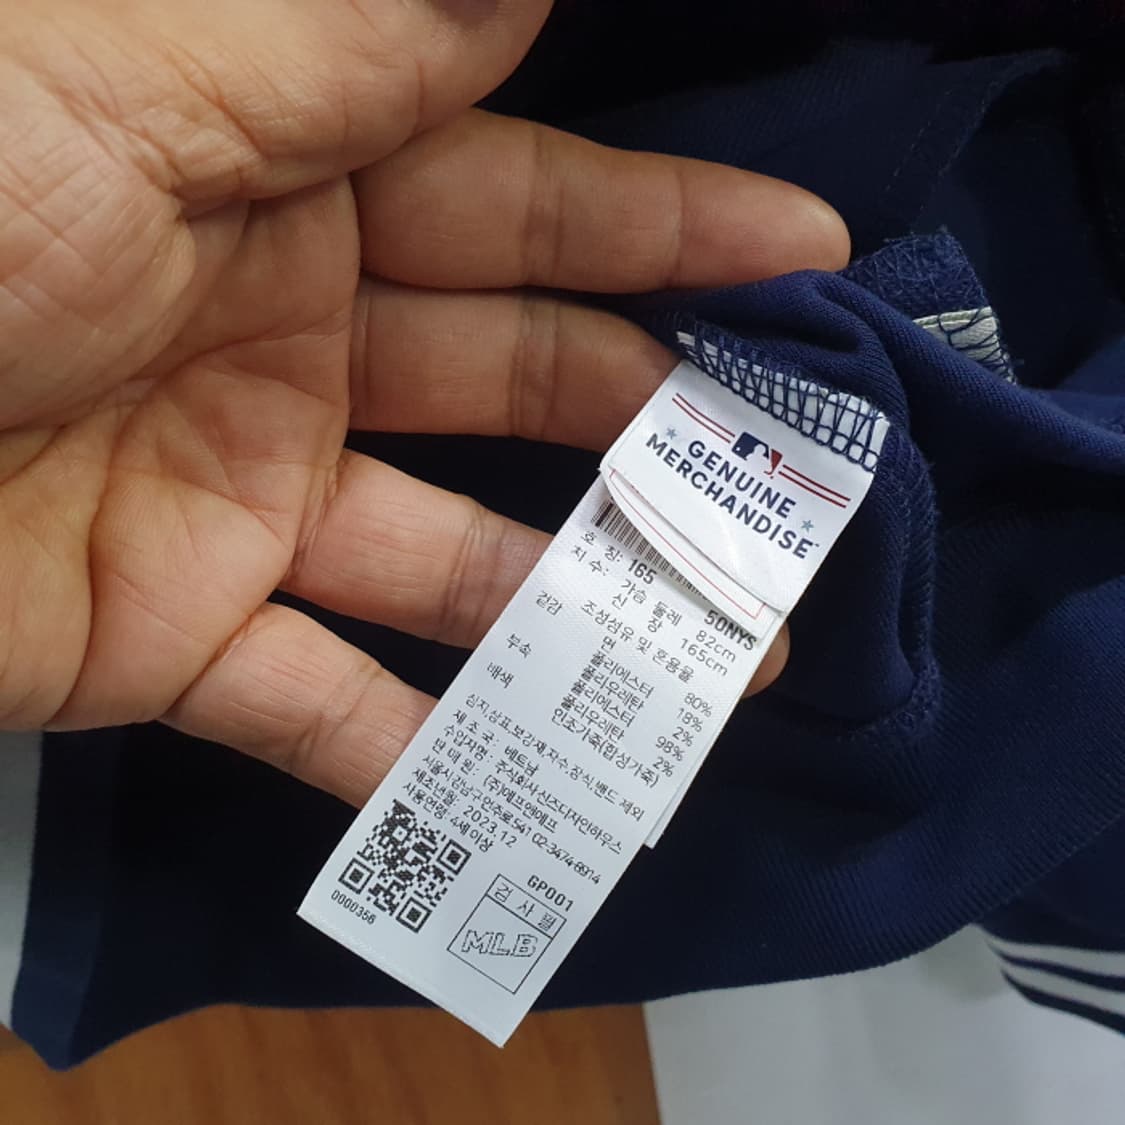 GENUINE
MERCHANDISE
50NYS
호 칭: 165
지 수: 가슴 둘레 82cm
신 장 165cm
조성섬유 및 혼용율
겉감 면 80%
폴리에스터 18%
폴리우레탄 2%
부속 폴리에스터 98%
폴리우레탄 2%
배색 인조가죽(합성가죽)
심지,상표,보강재,자수,장식,밴드 제외
제 조 국: 베트남
수입자명: 주식회사 신즈디자인하우스
판 매 원: (주)에프앤에프
서울시 강남구 언주로 541 02-3474-8914
제조년월: 2023.12
사용연령: 4세 이상
0000356
GP001
검 사 필
MLB